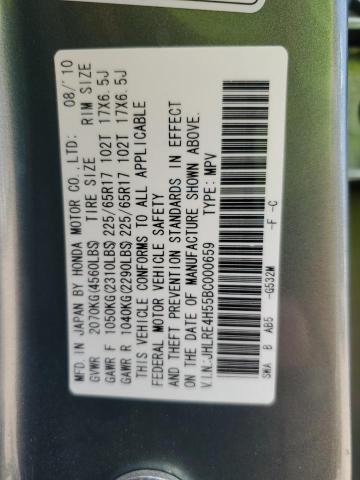 MFD IN JAPAN BY HONDA MOTOR CO., LTD: 08/'10
GVWR 2070KG(4560LBS) TIRE SIZE RIM SIZE
GAWR F 1050KG(2310LBS)225/65R17 102T 17X6.5J
GAWR R 1040KG(2290LBS)225/65R17 102T 17X6.5J
THIS VEHICLE CONFORMS TO ALL APPLICABLE
FEDERAL MOTOR VEHICLE SAFETY
AND THEFT PREVENTION STANDARDS IN EFFECT
ON THE DATE OF MANUFACTURE SHOWN ABOVE.
V.I.N:JHLRE4H55BC000659 TYPE: MPV
SWA B AB5 -G532M -F -C